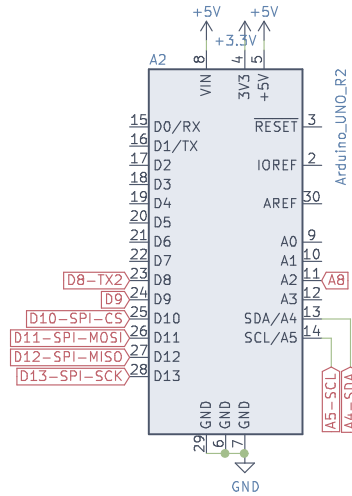 +5V
+5V
+3.3V
A2
8
4
5
VIN
3V3
+5V
Arduino_UNO_R2
15 D0/RX
16 D1/TX
17 D2
18 D3
19 D4
20 D5
21 D6
22 D7
D8-TX2 23 D8
D9 24 D9
D10-SPI-CS 25 D10
D11-SPI-MOSI 26 D11
D12-SPI-MISO 27 D12
D13-SPI-SCK 28 D13
RESET 3
IOREF 2
AREF 30
A0 9
A1 10
A2 11 A8
A3 12
SDA/A4 13
SCL/A5 14
A5-SCL
A4-SDA
GND
GND
GND
29
6
7
GND